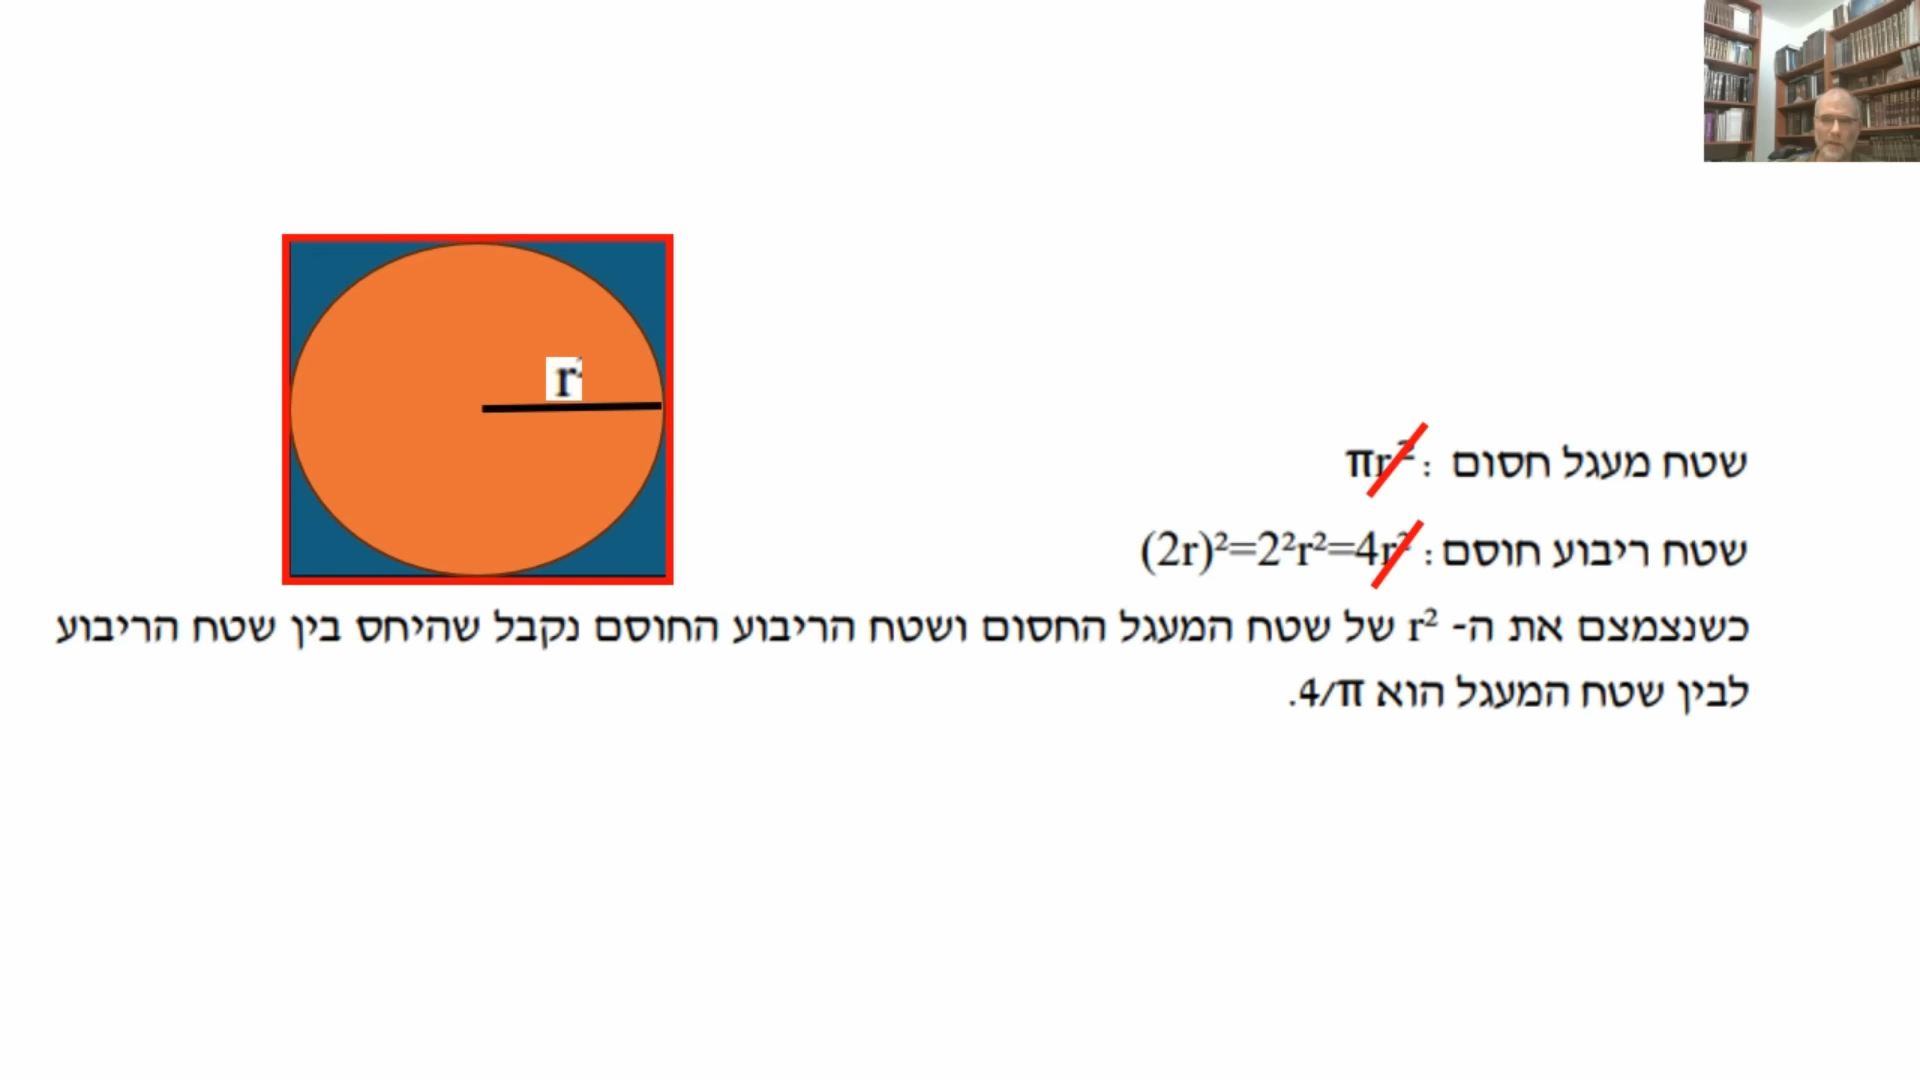 r
שטח מעגל חסום : πr²
שטח ריבוע חוסם: (2r)²=2²r²=4r²
כשנצמצם את ה- r² של שטח המעגל החסום ושטח הריבוע החוסם נקבל שהיחס בין שטח הריבוע
לבין שטח המעגל הוא 4/π.